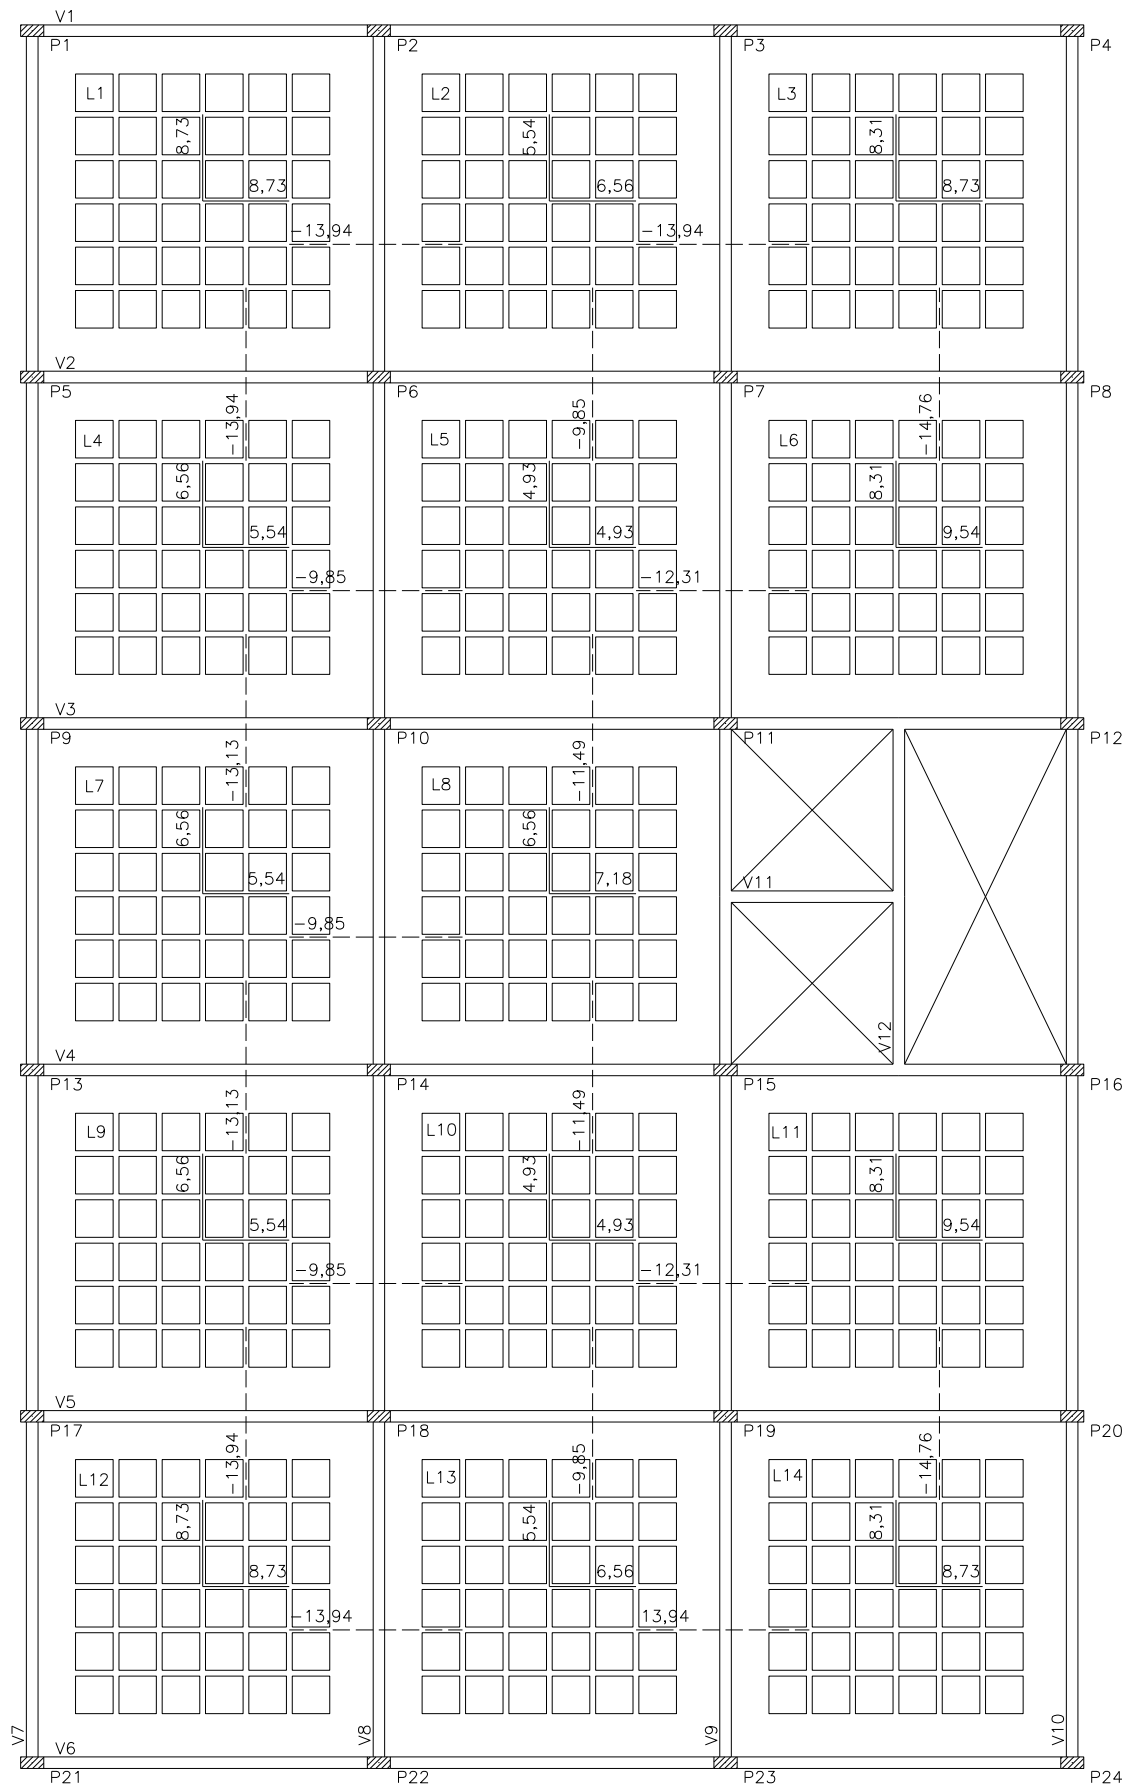 V1
P1 P2 P3 P4
L1 L2 L3
8,73 5,54 8,31
8,73 6,56 8,73
-13,94 -13,94
V2
P5 P6 P7 P8
-13,94 -9,85 -14,76
L4 L5 L6
6,56 4,93 8,31
5,54 4,93 9,54
-9,85 -12,31
V3
P9 P10 P11 P12
-13,13 -11,49
L7 L8
6,56 6,56
5,54 7,18 V11
-9,85
V12
V4
P13 P14 P15 P16
-13,13 -11,49
L9 L10 L11
6,56 4,93 8,31
5,54 4,93 9,54
-9,85 -12,31
V5
P17 P18 P19 P20
-13,94 -9,85 -14,76
L12 L13 L14
8,73 5,54 8,31
8,73 6,56 8,73
-13,94 13,94
V7 V8 V9 V10
V6
P21 P22 P23 P24